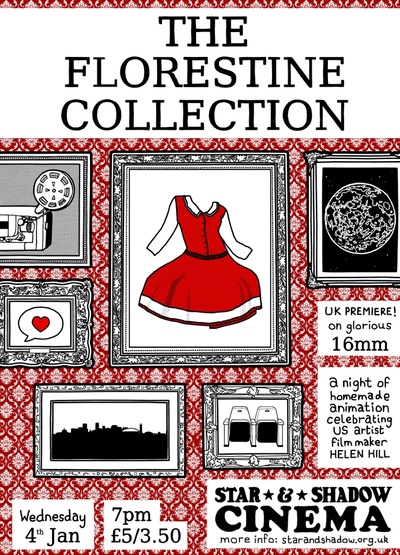 THE
FLORESTINE
COLLECTION
UK PREMIERE!
on glorious
16mm
a night of
homemade
animation
celebrating
US artist
film maker
HELEN HILL
Wednesday
4th Jan
7pm
£5/3.50
STAR ★ & ★ SHADOW
CINEMA
more info: starandshadow.org.uk